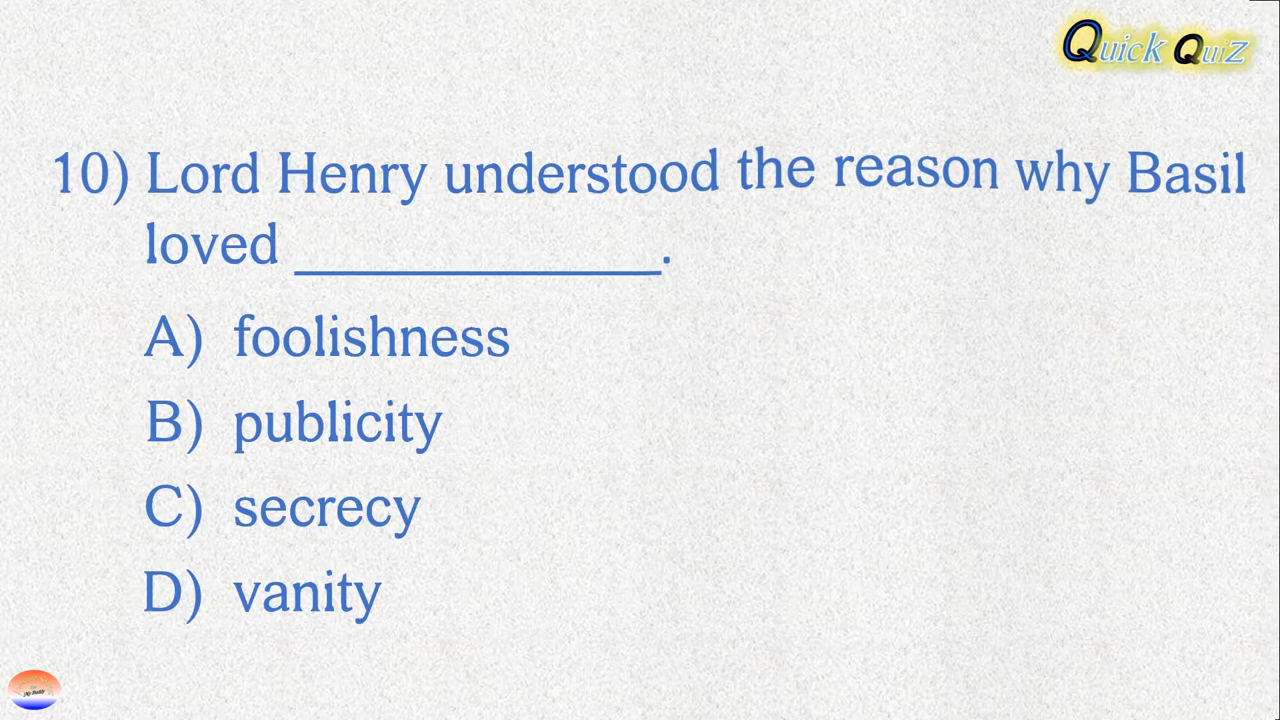 Quick QuiZ
10) Lord Henry understood the reason why Basil
loved ______________.
A) foolishness
B) publicity
C) secrecy
D) vanity